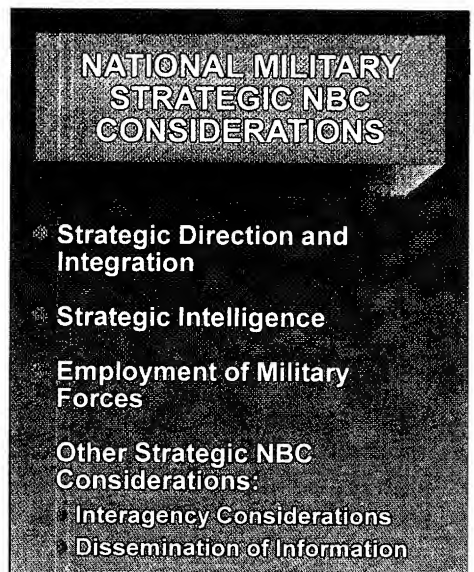 NATIONAL MILITARY
STRATEGIC NBC
CONSIDERATIONS
Strategic Direction and
Integration
Strategic Intelligence
Employment of Military
Forces
Other Strategic NBC
Considerations:
Interagency Considerations
Dissemination of Information